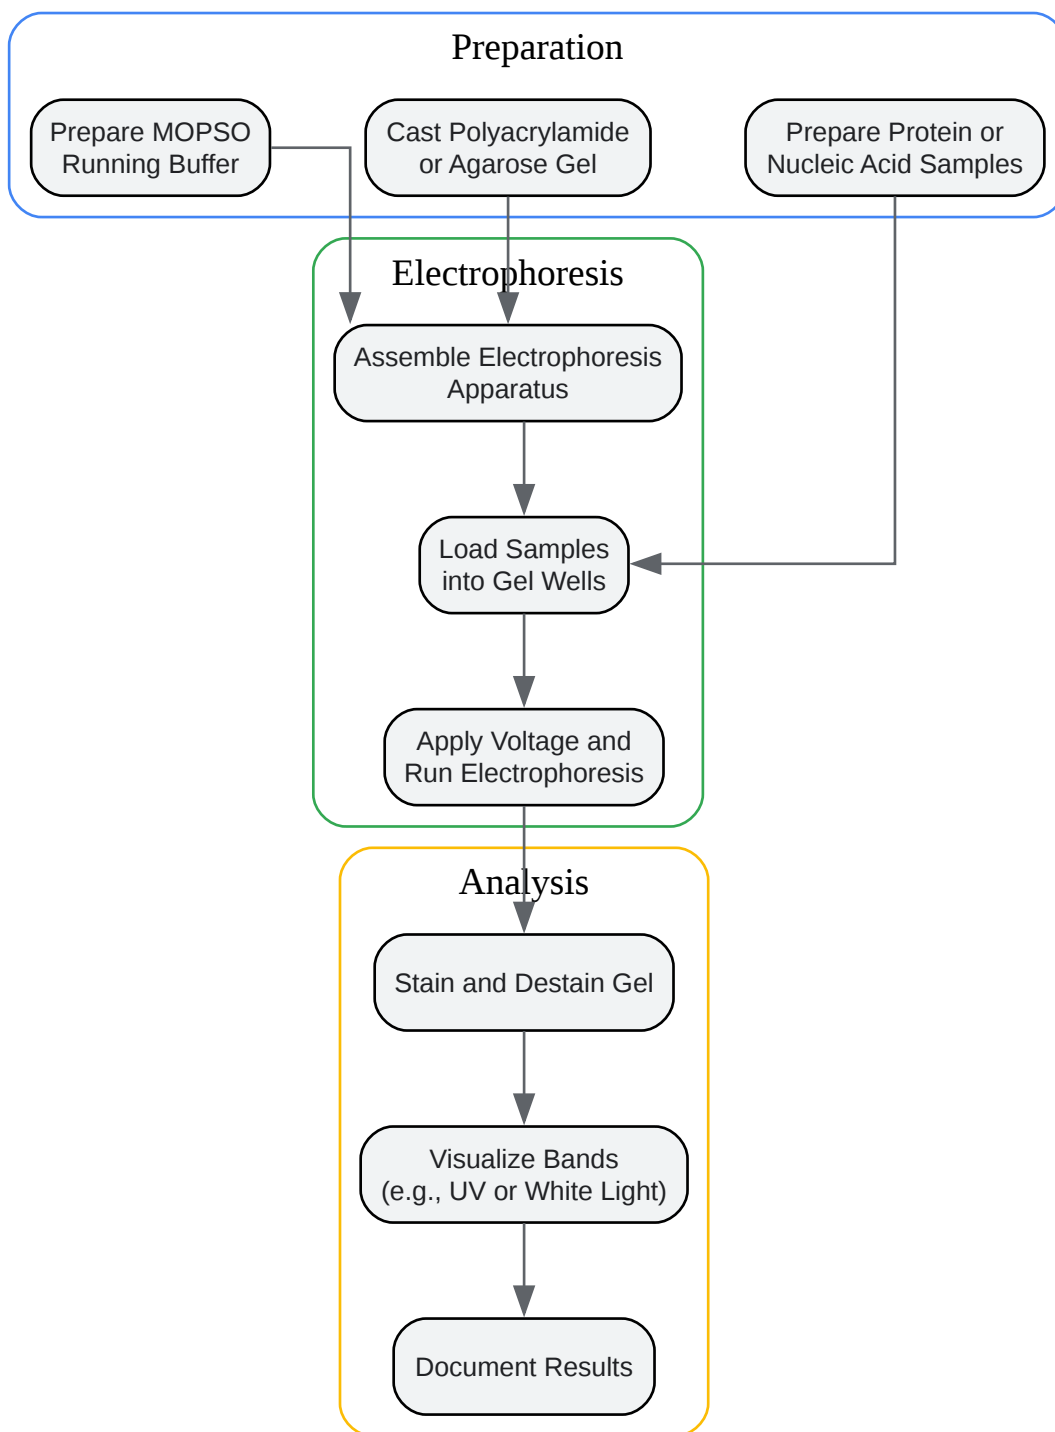 Preparation
Prepare MOPSO
Running Buffer
Cast Polyacrylamide
or Agarose Gel
Prepare Protein or
Nucleic Acid Samples
Electrophoresis
Assemble Electrophoresis
Apparatus
Load Samples
into Gel Wells
Apply Voltage and
Run Electrophoresis
Analysis
Stain and Destain Gel
Visualize Bands
(e.g., UV or White Light)
Document Results